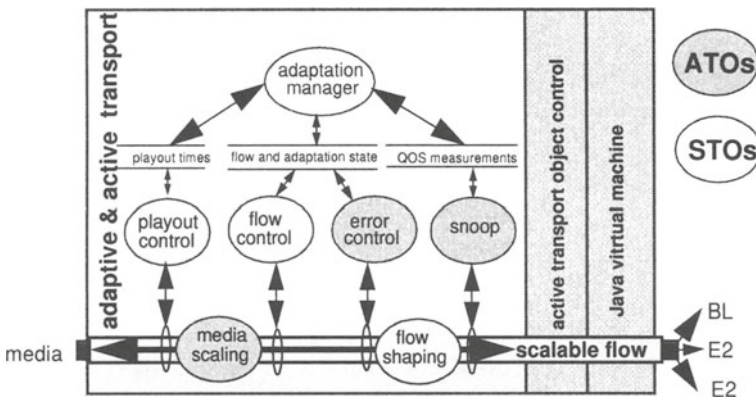 adaptive & active transport
adaptation
manager
playout times
flow and adaptation state
QOS measurements
playout
control
flow
control
error
control
snoop
media
media
scaling
flow
shaping
scalable flow
active transport object control
Java vitrtual machine
ATOs
STOs
BL
E2
E2